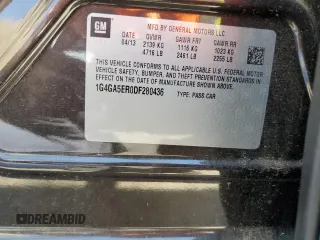 GM
MFD BY GENERAL MOTORS LLC
DATE GVWR GAWR FRT GAWR RR
04/13 2139 KG 1116 KG 1023 KG
4716 LB 2461 LB 2255 LB
THIS VEHICLE CONFORMS TO ALL APPLICABLE U.S. FEDERAL MOTOR
VEHICLE SAFETY, BUMPER, AND THEFT PREVENTION STANDARDS IN
EFFECT ON THE DATE OF MANUFACTURE SHOWN ABOVE.
1G4GA5ER0DF280436 TYPE: PASS CAR
DREAMBID